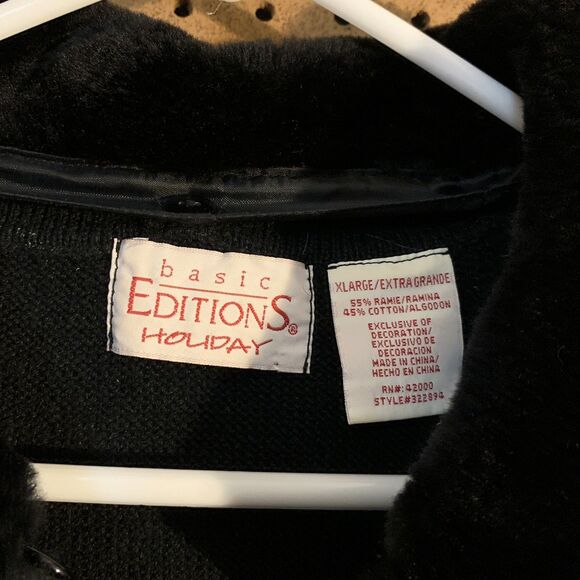 basic
EDITIONS®
HOLIDAY
XLARGE/EXTRA GRANDE
55% RAMIE/RAMINA
45% COTTON/ALGODON
EXCLUSIVE OF
DECORATION/
EXCLUSIVO DE
DECORACION
MADE IN CHINA/
HECHO EN CHINA
RN#: 42000
STYLE#322894